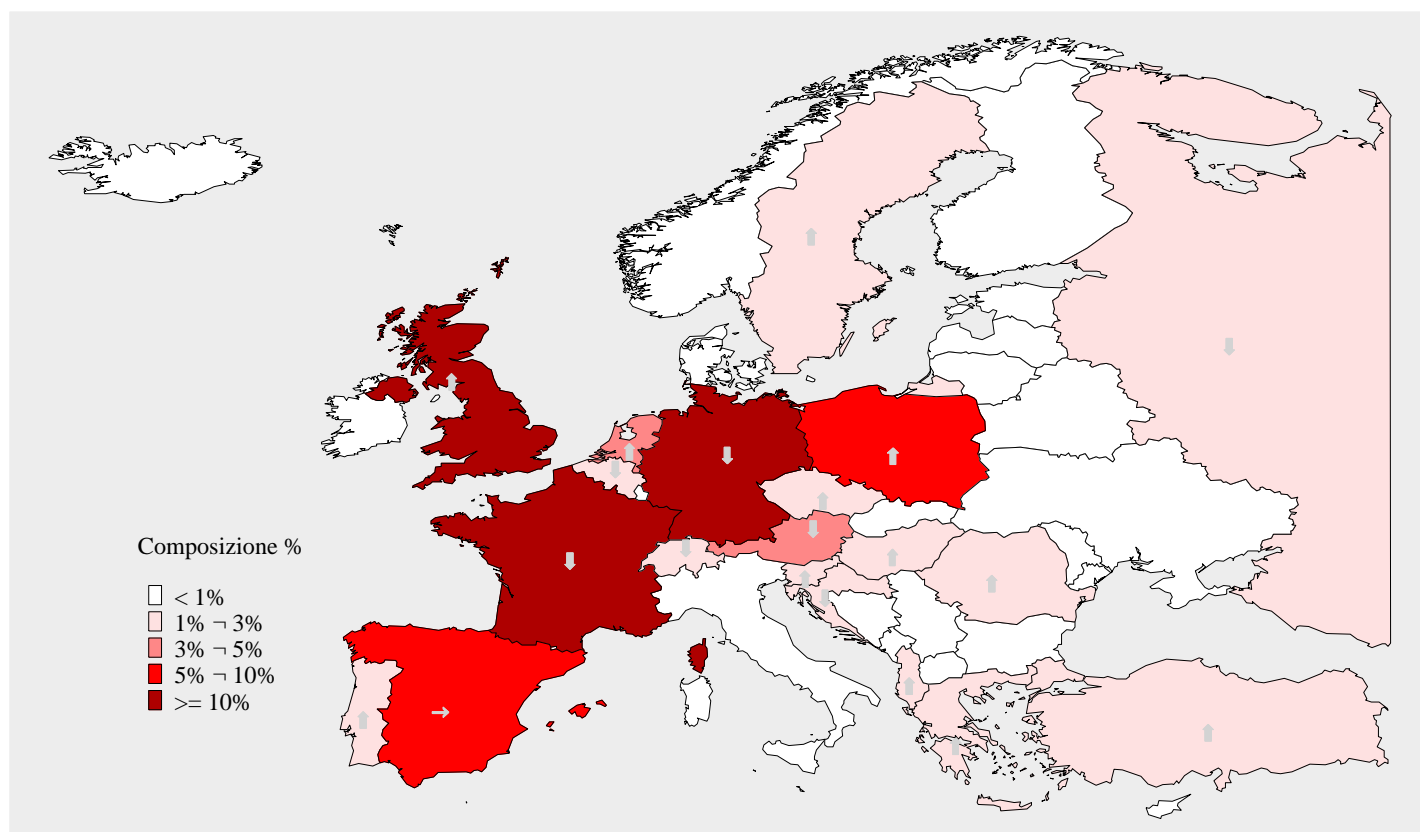 Composizione %
< 1%
1% ¬ 3%
3% ¬ 5%
5% ¬ 10%
>= 10%